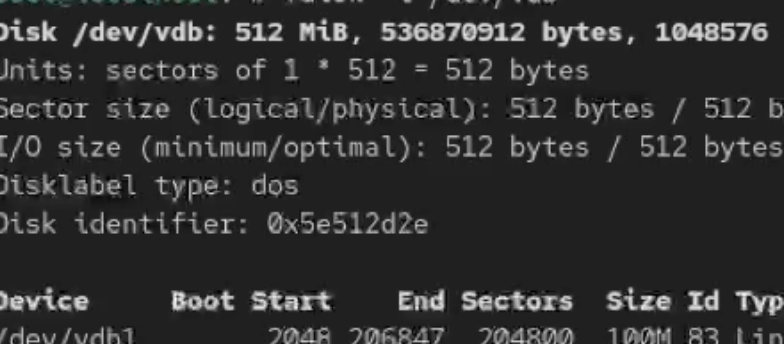 Disk /dev/vdb: 512 MiB, 536870912 bytes, 1048576
Units: sectors of 1 * 512 = 512 bytes
Sector size (logical/physical): 512 bytes / 512 b
I/O size (minimum/optimal): 512 bytes / 512 bytes
Disklabel type: dos
Disk identifier: 0x5e512d2e
Device Boot Start End Sectors Size Id Typ
/dev/vdb1 2048 206847 204800 100M 83 Lin